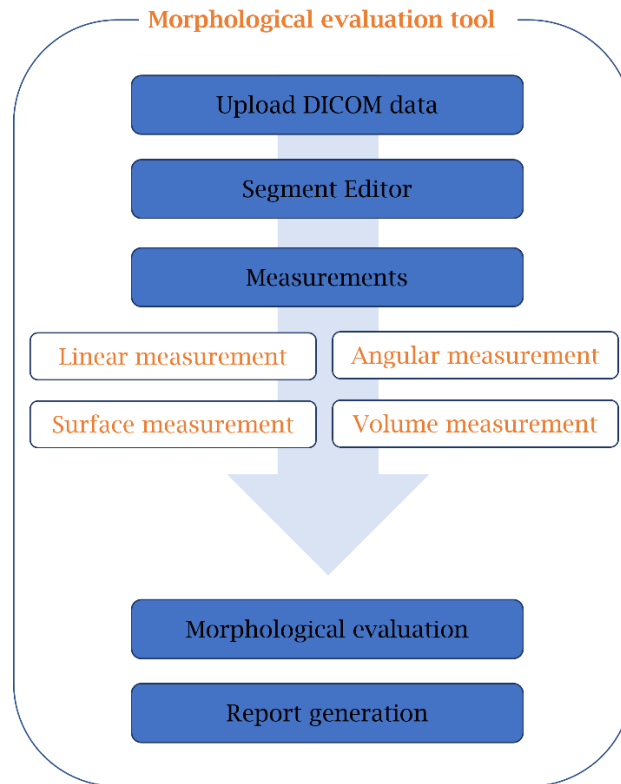 Morphological evaluation tool
Upload DICOM data
Segment Editor
Measurements
Linear measurement
Angular measurement
Surface measurement
Volume measurement
Morphological evaluation
Report generation